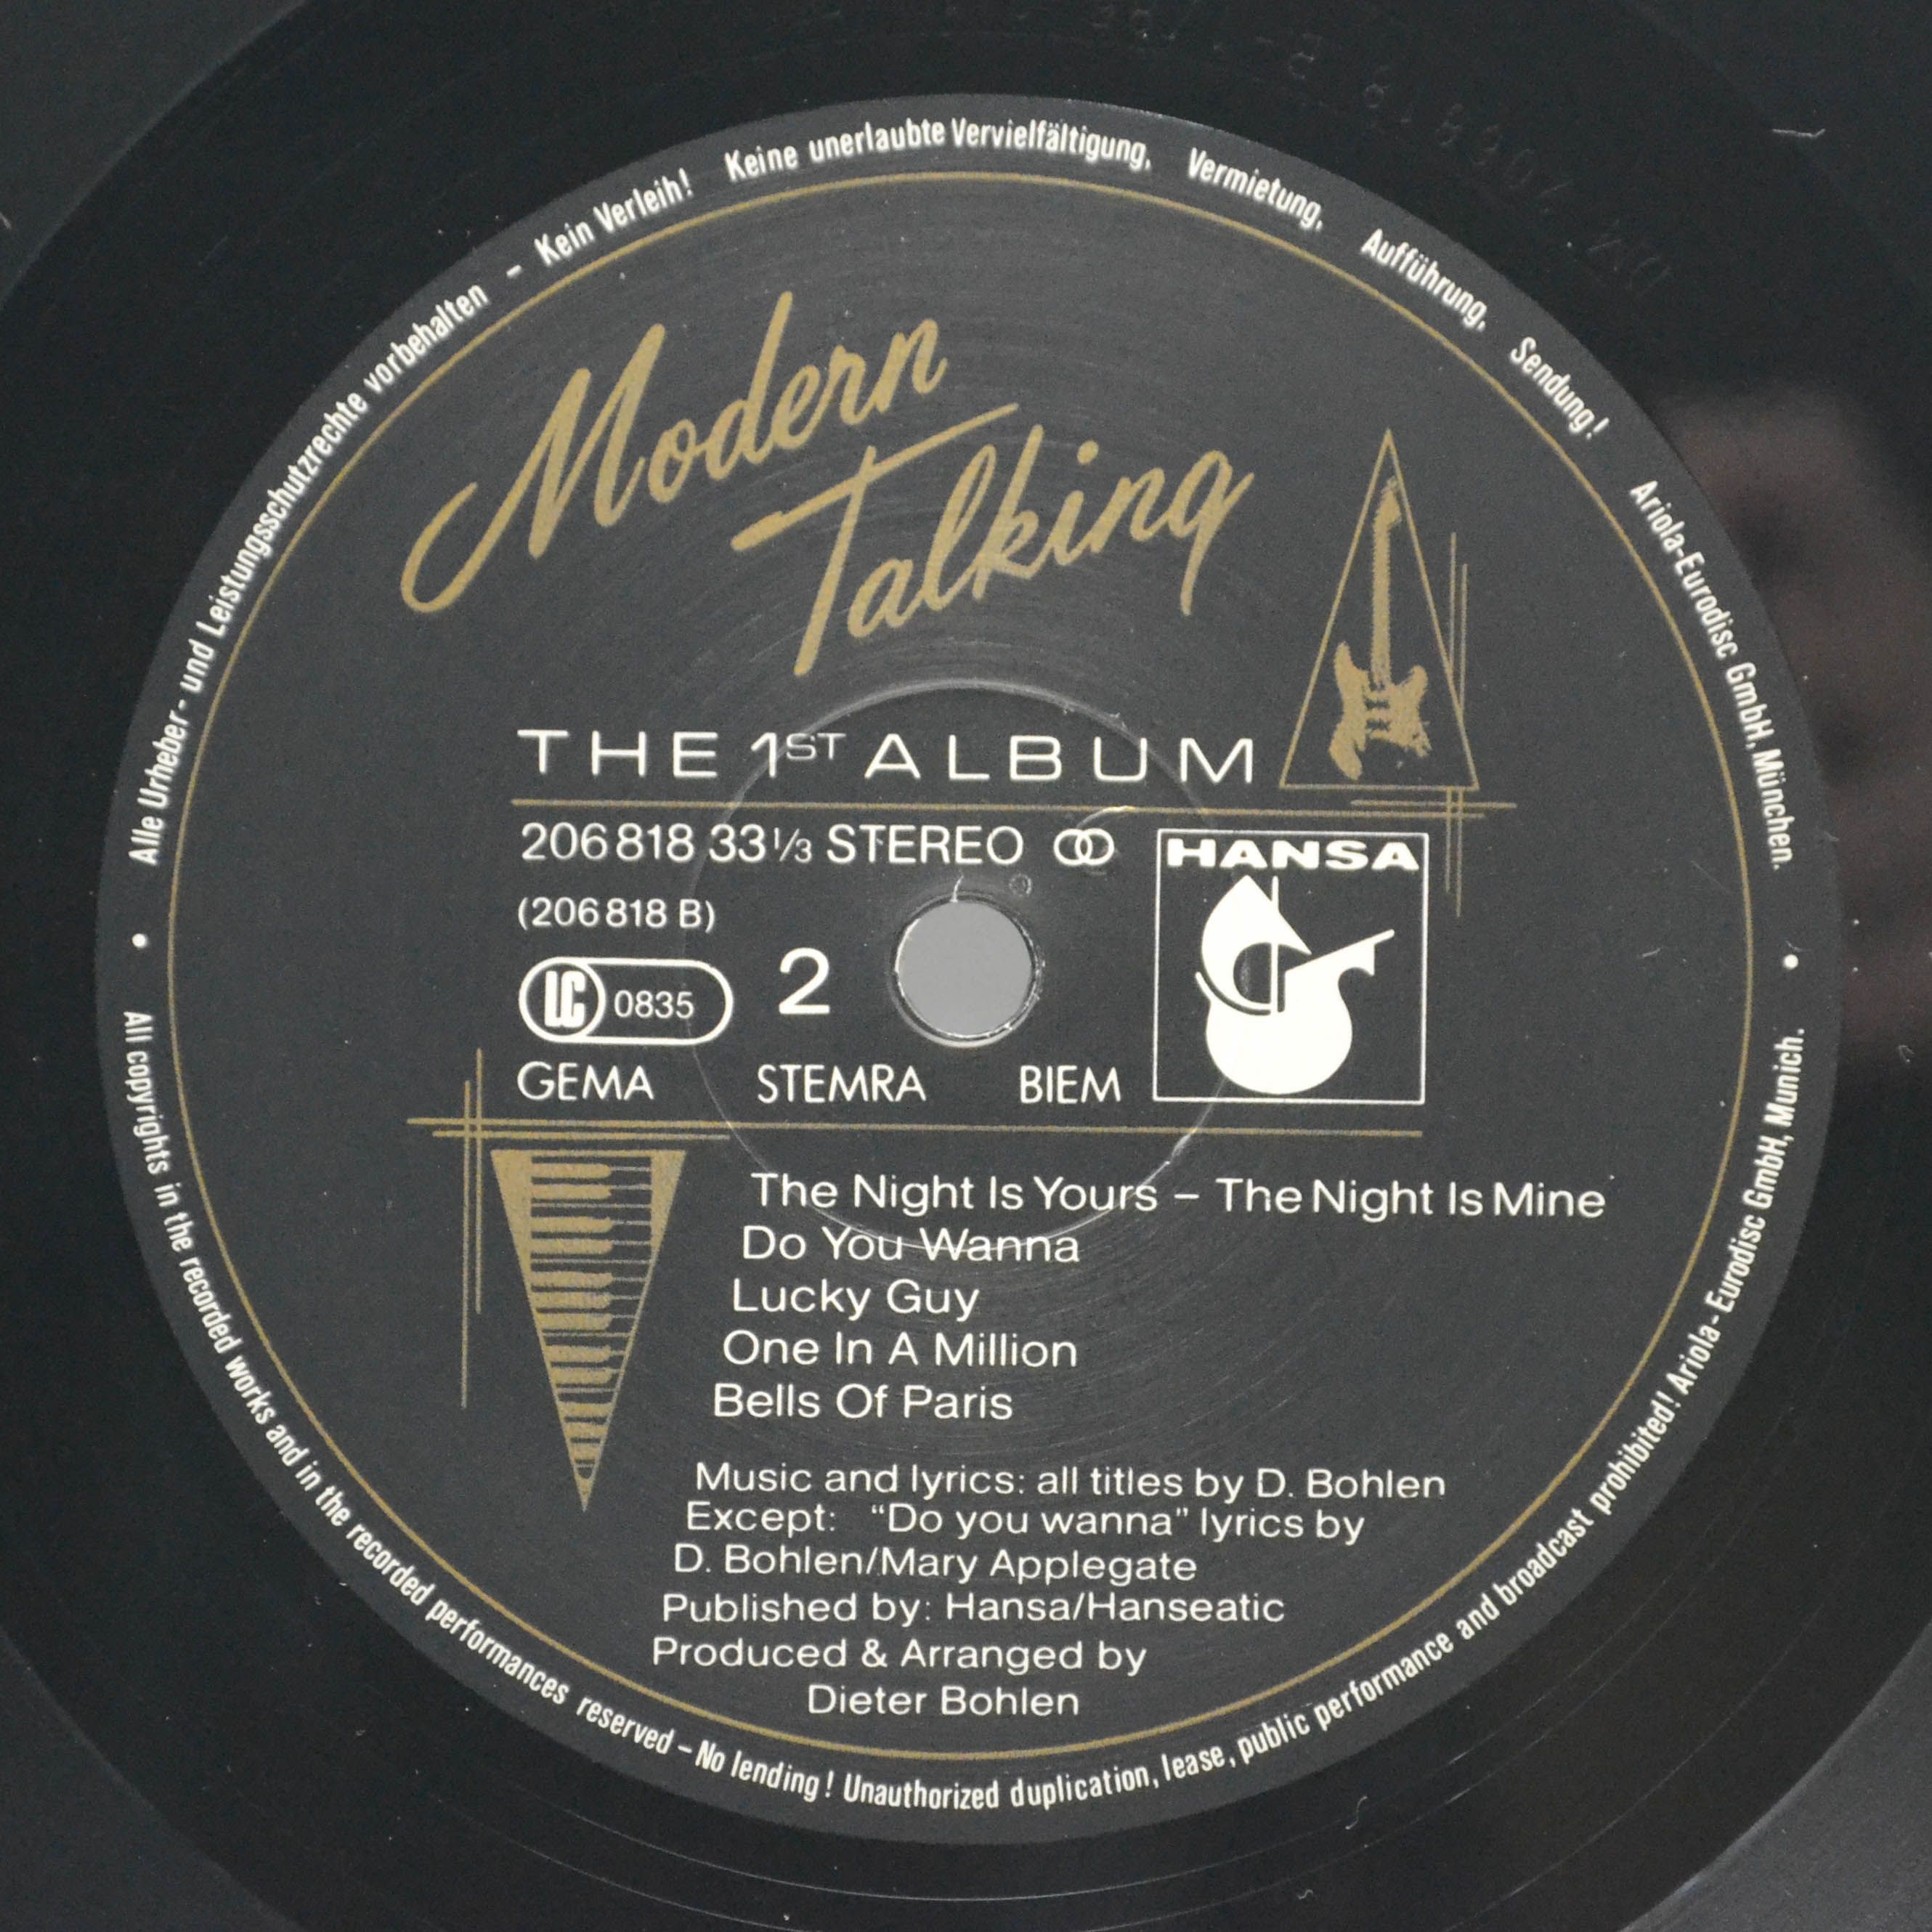 Alle Urheber- und Leistungsschutzrechte vorbehalten – Kein Verleih! Keine unerlaubte Vervielfältigung, Vermietung, Aufführung, Sendung! Ariola-Eurodisc GmbH, München.
Modern
Talking
THE 1ST ALBUM
206 818 33 1/3 STEREO
HANSA
(206 818 B)
LC 0835
2
GEMA STEMRA BIEM
The Night Is Yours – The Night Is Mine
Do You Wanna
Lucky Guy
One In A Million
Bells Of Paris
Music and lyrics: all titles by D. Bohlen
Except: "Do you wanna" lyrics by
D. Bohlen/Mary Applegate
Published by: Hansa/Hanseatic
Produced & Arranged by
Dieter Bohlen
All copyrights in the recorded works and in the recorded performances reserved – No lending! Unauthorized duplication, lease, public performance and broadcast prohibited! Ariola-Eurodisc GmbH, Munich.